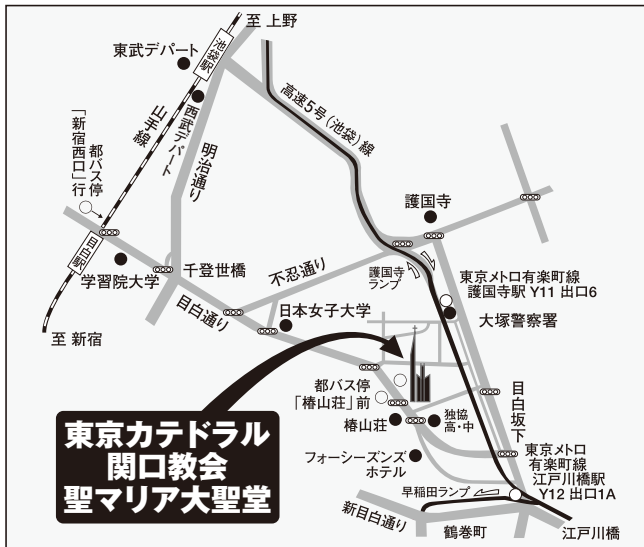 至 上野
東武デパート
池袋駅
高速5号(池袋)線
山手線
西武デパート
明治通り
都バス停
「新宿西口」行
護国寺
目白駅
学習院大学
千登世橋
不忍通り
護国寺
ランプ
東京メトロ有楽町線
護国寺駅 Y11 出口6
目白通り
日本女子大学
大塚警察署
至 新宿
都バス停
「椿山荘」前
目白坂下
東京カテドラル
関口教会
聖マリア大聖堂
椿山荘
独協
高・中
フォーシーズンズ
ホテル
東京メトロ
有楽町線
江戸川橋駅
Y12 出口1A
早稲田ランプ
新目白通り
鶴巻町
江戸川橋